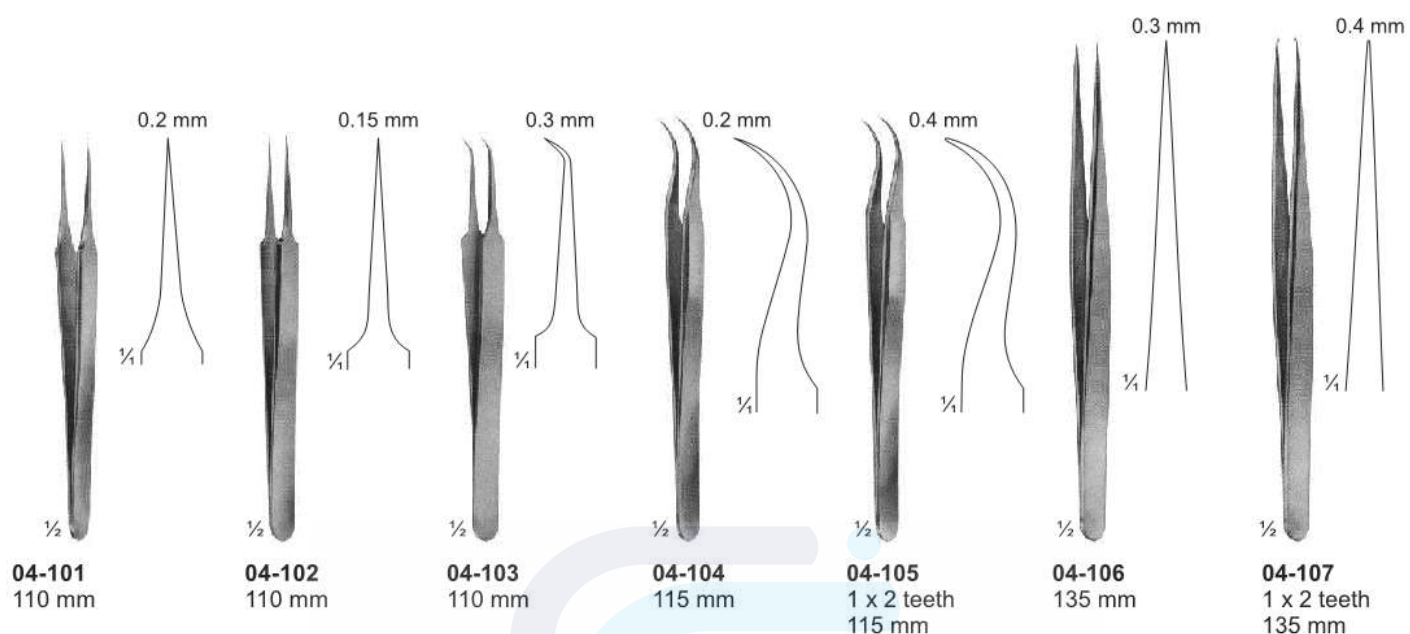 0.3 mm
0.4 mm
0.2 mm
0.15 mm
0.3 mm
0.2 mm
0.4 mm
⅟₁
⅟₁
⅟₁
⅟₁
⅟₁
⅟₁
⅟₁
½
½
½
½
½
½
½
04-101
110 mm
04-102
110 mm
04-103
110 mm
04-104
115 mm
04-105
1 x 2 teeth
115 mm
04-106
135 mm
04-107
1 x 2 teeth
135 mm